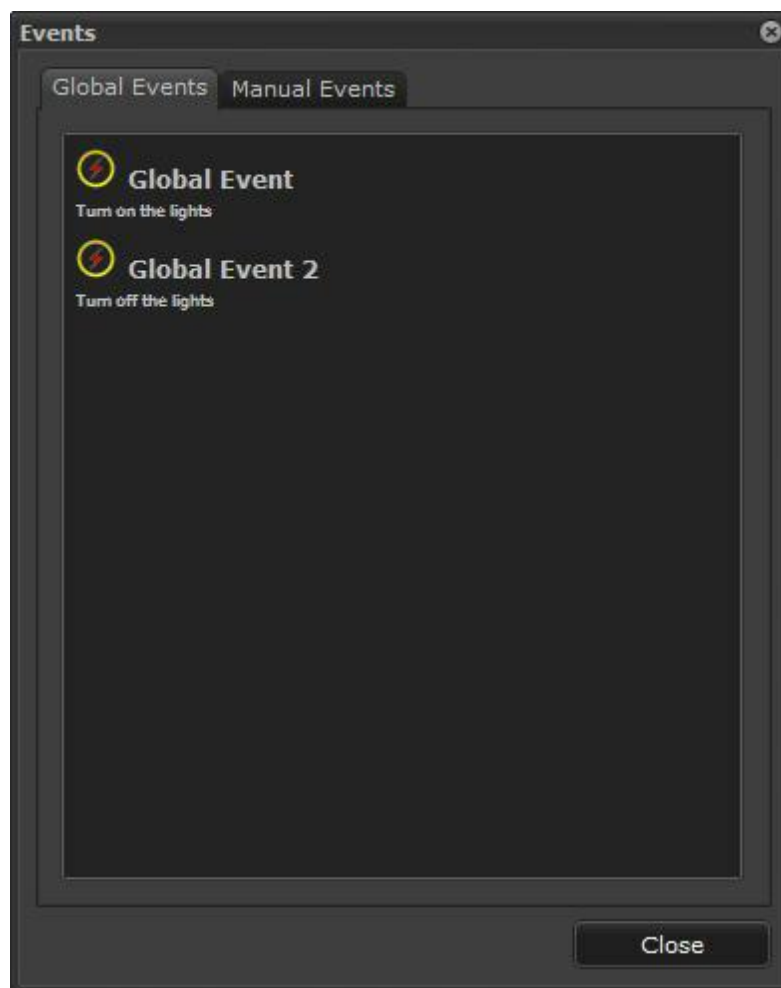 Events
Global Events Manual Events
Global Event
Turn on the lights
Global Event 2
Turn off the lights
Close